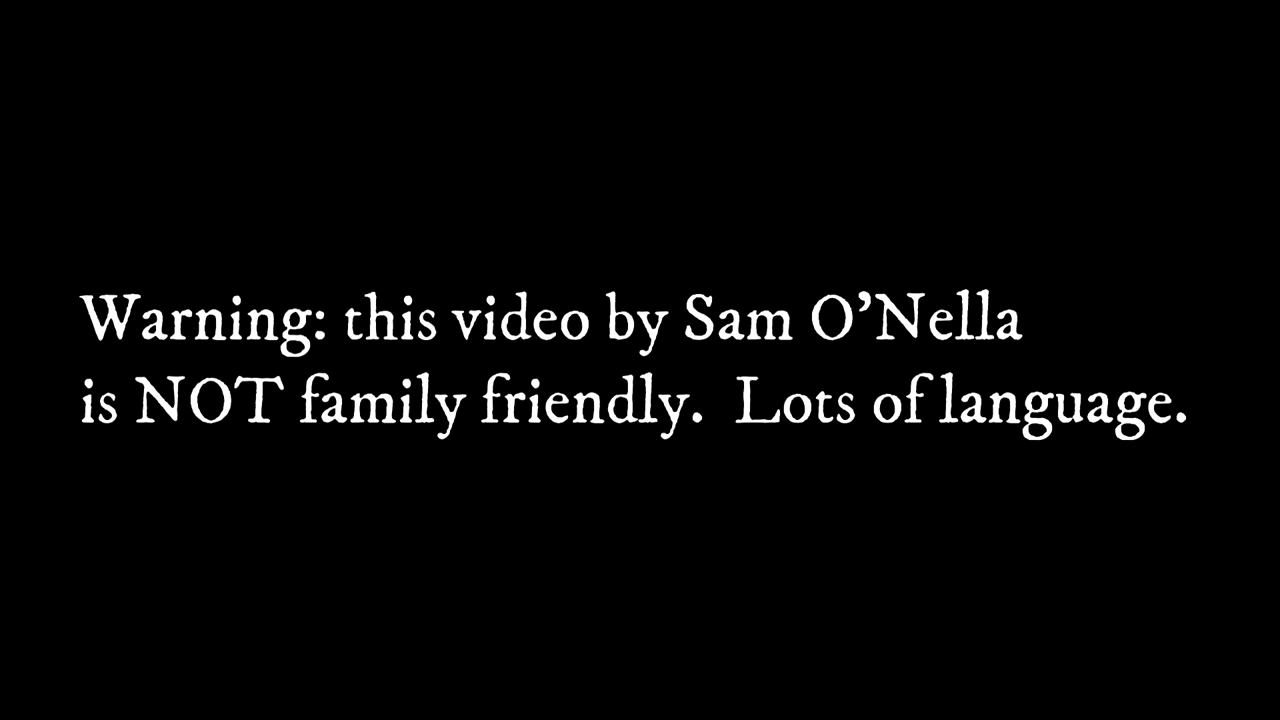 Warning: this video by Sam O’Nella
is NOT family friendly.  Lots of language.